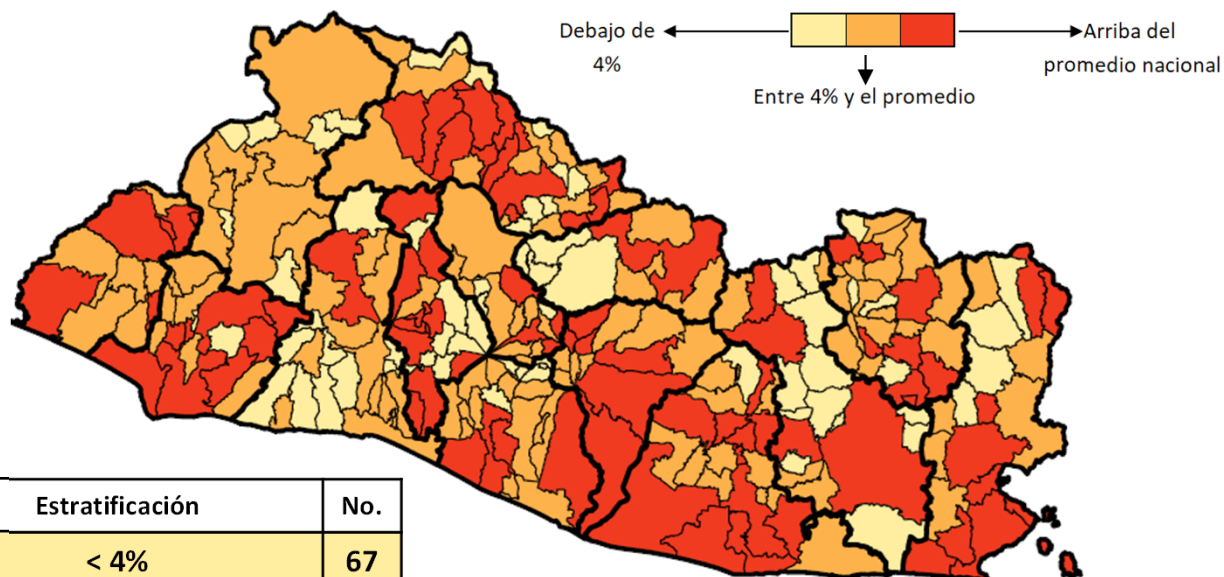 Debajo de
4%
Arriba del
promedio nacional
Entre 4% y el promedio
Estratificación No.
< 4% 67